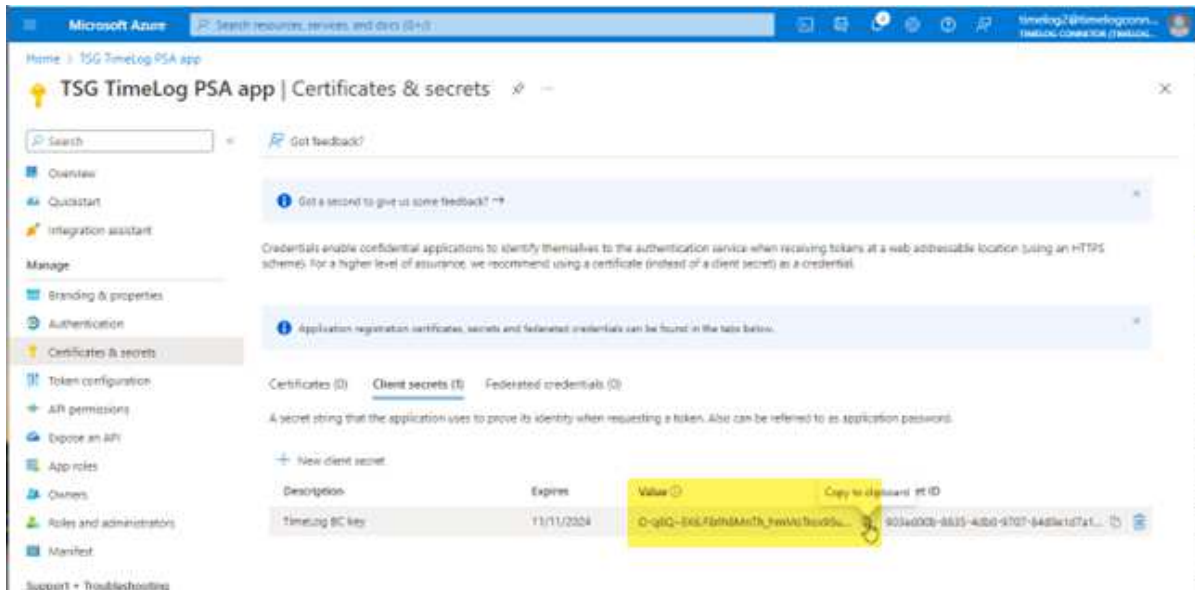 Microsoft Azure
Search resources, services, and docs (G+/)
timelog2@timelogconn...
TIMELOG CONNECTOR (TIMELOG...
Home > TSG TimeLog PSA app
TSG TimeLog PSA app | Certificates & secrets
Search
Got feedback?
Overview
Quickstart
Integration assistant
Manage
Branding & properties
Authentication
Certificates & secrets
Token configuration
API permissions
Expose an API
App roles
Owners
Roles and administrators
Manifest
Support + Troubleshooting
Got a second to give us some feedback? →
Credentials enable confidential applications to identify themselves to the authentication service when receiving tokens at a web addressable location (using an HTTPS
scheme). For a higher level of assurance, we recommend using a certificate (instead of a client secret) as a credential.
Application registration certificates, secrets and federated credentials can be found in the tabs below.
Certificates (0) Client secrets (1) Federated credentials (0)
A secret string that the application uses to prove its identity when requesting a token. Also can be referred to as application password.
+ New client secret
Description Expires Value Copy to clipboard et ID
TimeLog BC key 11/11/2024